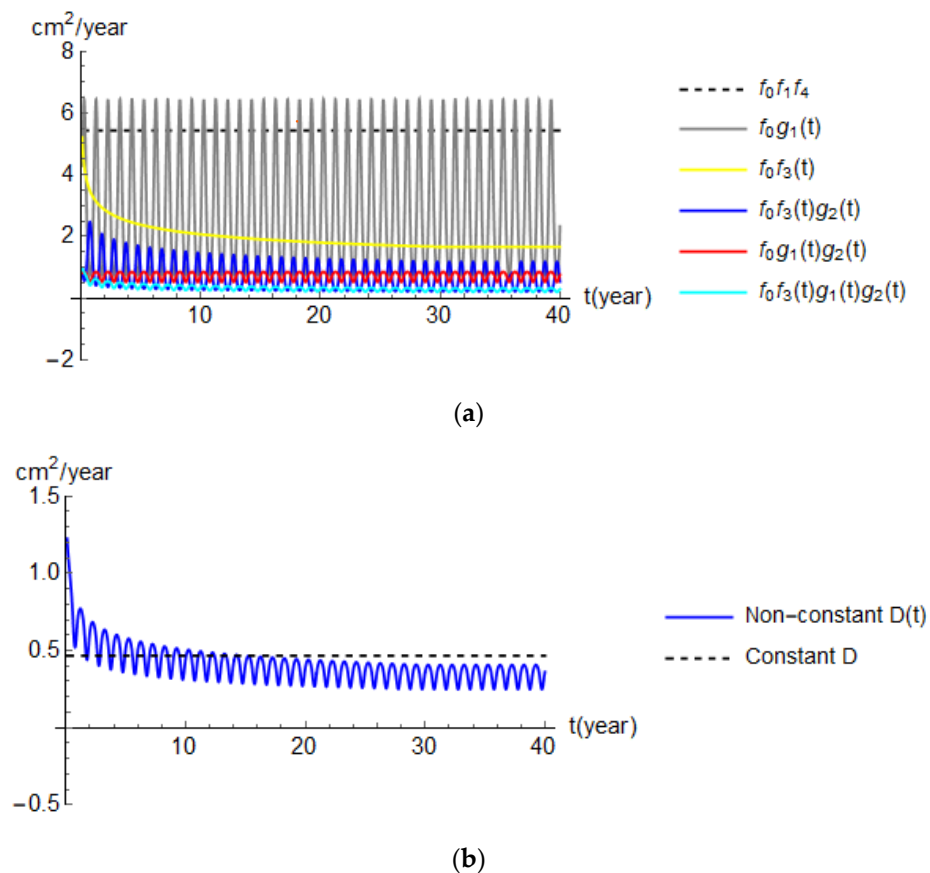 cm²/year
8
6
4
2
−2
10
20
30
40
t(year)
f₀f₁f₄
f₀g₁(t)
f₀f₃(t)
f₀f₃(t)g₂(t)
f₀g₁(t)g₂(t)
f₀f₃(t)g₁(t)g₂(t)
(a)
cm²/year
1.5
1.0
0.5
−0.5
10
20
30
40
t(year)
Non−constant D(t)
Constant D
(b)